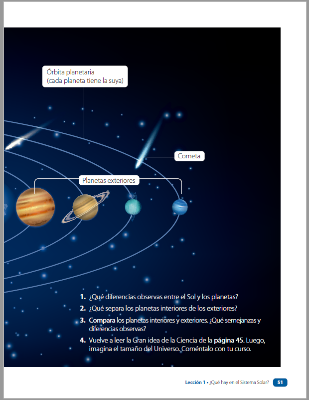 Órbita planetaria
(cada planeta tiene la suya)
Cometa
Planetas exteriores
1. ¿Qué diferencias observas entre el Sol y los planetas?
2. ¿Qué separa los planetas interiores de los exteriores?
3. Compara los planetas interiores y exteriores. ¿Qué semejanzas y
diferencias observas?
4. Vuelve a leer la Gran idea de la Ciencia de la página 45. Luego,
imagina el tamaño del Universo. ¡Coméntalo con tu curso.
Lección 1 • ¿Qué hay en el Sistema Solar? 51